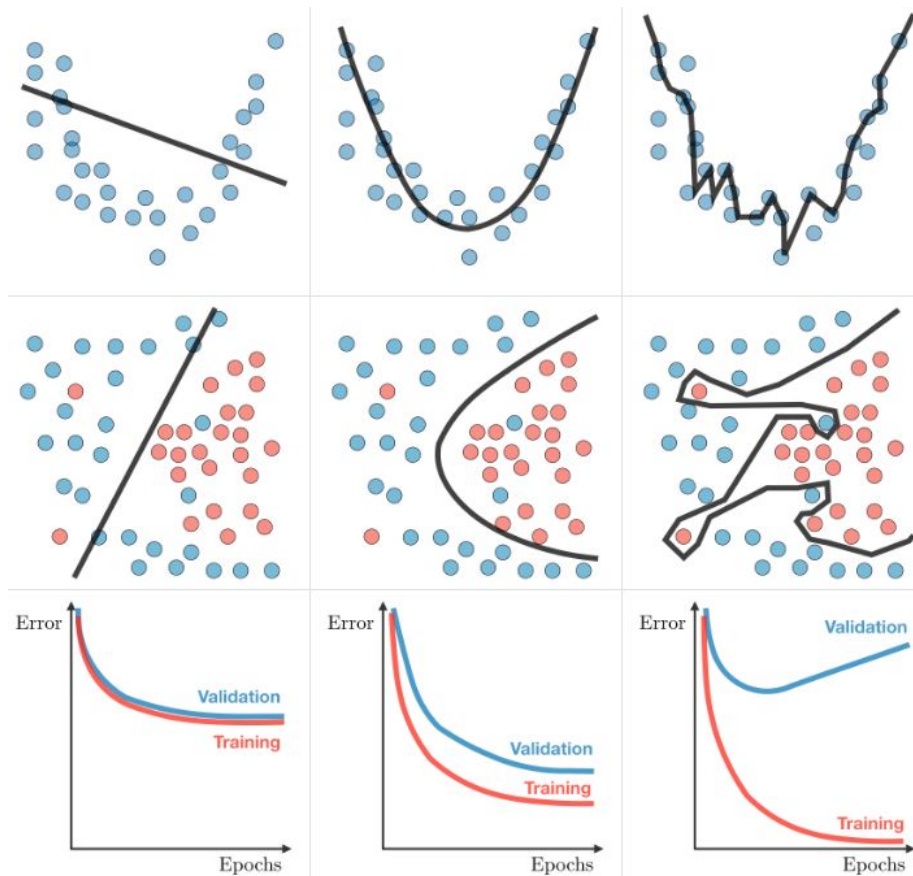 Error
Validation
Training
Epochs
Error
Validation
Training
Epochs
Error
Validation
Training
Epochs